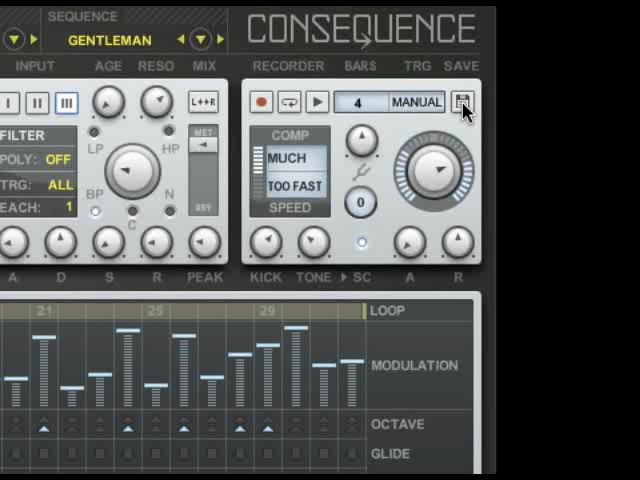 SEQUENCE
GENTLEMAN
CONSEQUENCE
INPUT AGE RESO MIX RECORDER BARS TRG SAVE
I II III L↔R 4 MANUAL
FILTER LP HP WET COMP
POLY: OFF MUCH
TRG: ALL BP N TOO FAST
EACH: 1 C DRY SPEED 0
A D S R PEAK KICK TONE SC A R
21 25 29 LOOP
MODULATION
OCTAVE
GLIDE